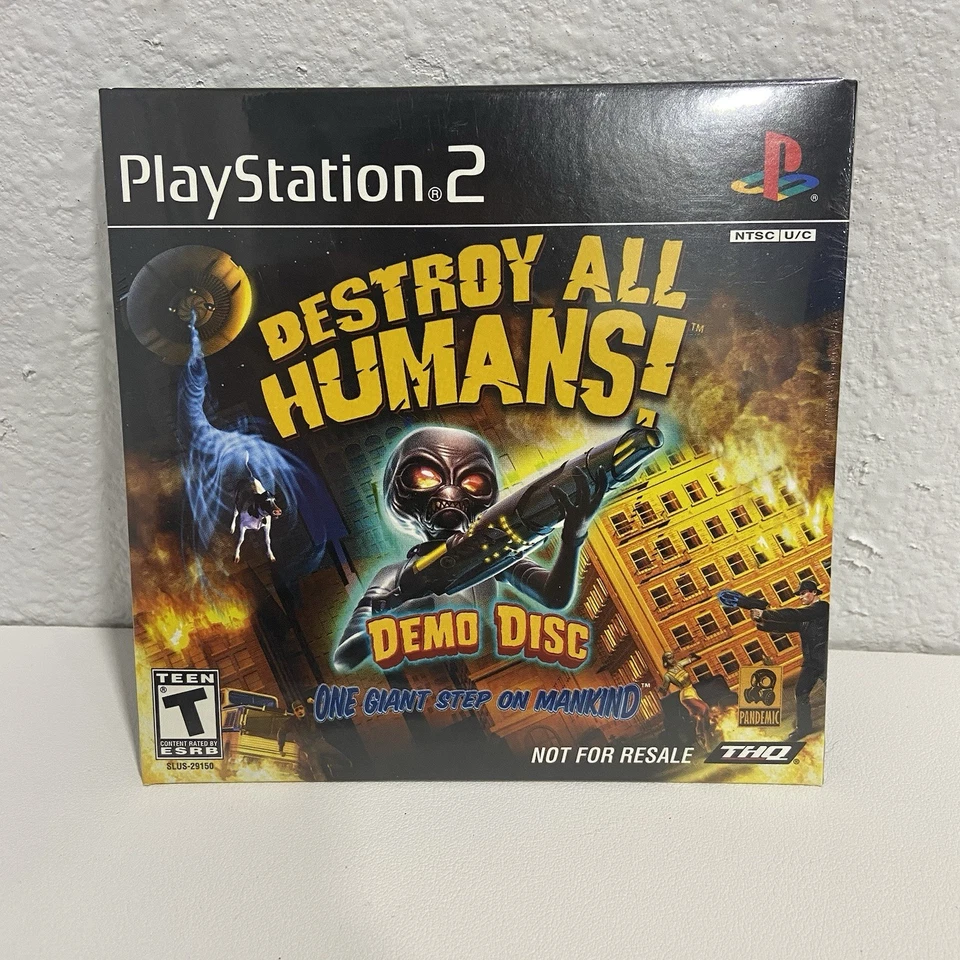 PlayStation®2
®
NTSC U/C
DESTROY ALL
HUMANS!™
DEMO DISC
ONE GIANT STEP ON MANKIND™
TEEN
®
T
CONTENT RATED BY
ESRB
SLUS-29150
PANDEMIC
NOT FOR RESALE
THQ®